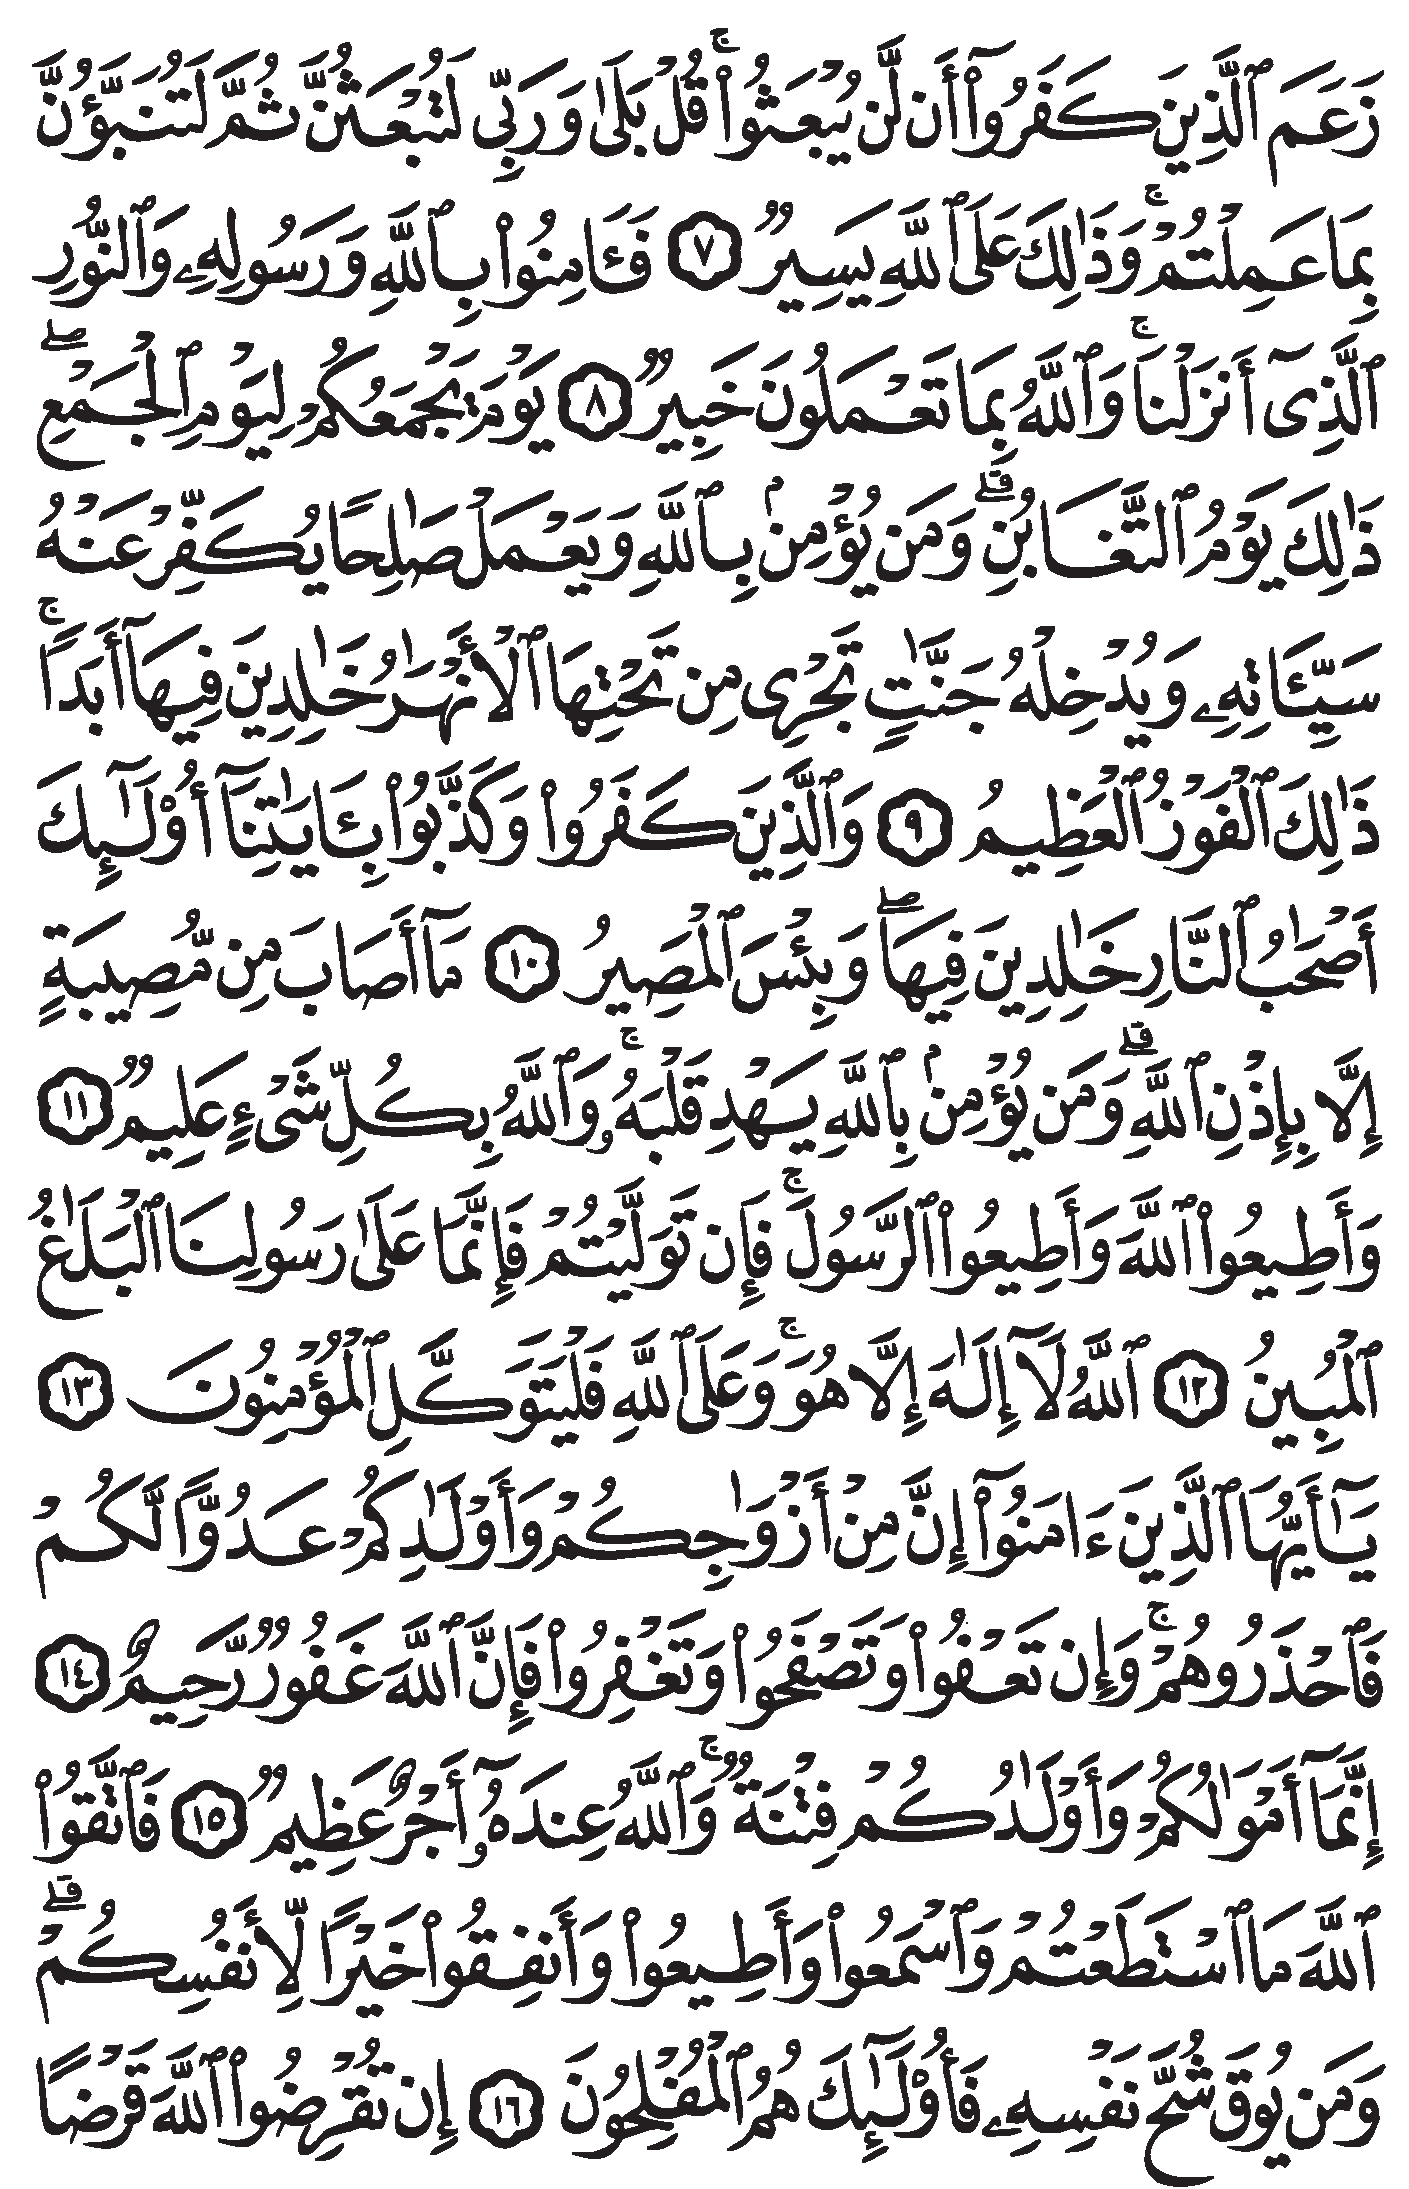 زَعَمَ ٱلَّذِينَ كَفَرُوٓا۟ أَن لَّن يُبْعَثُوا۟ ۚ قُلْ بَلَىٰ وَرَبِّى لَتُبْعَثُنَّ ثُمَّ لَتُنَبَّؤُنَّ
بِمَا عَمِلْتُمْ ۚ وَذَٰلِكَ عَلَى ٱللَّهِ يَسِيرٌ ٧ فَـَٔامِنُوا۟ بِٱللَّهِ وَرَسُولِهِۦ وَٱلنُّورِ
ٱلَّذِىٓ أَنزَلْنَا ۚ وَٱللَّهُ بِمَا تَعْمَلُونَ خَبِيرٌ ٨ يَوْمَ يَجْمَعُكُمْ لِيَوْمِ ٱلْجَمْعِ ۖ
ذَٰلِكَ يَوْمُ ٱلتَّغَابُنِ ۗ وَمَن يُؤْمِنۢ بِٱللَّهِ وَيَعْمَلْ صَـٰلِحًا يُكَفِّرْ عَنْهُ
سَيِّـَٔاتِهِۦ وَيُدْخِلْهُ جَنَّـٰتٍ تَجْرِى مِن تَحْتِهَا ٱلْأَنْهَـٰرُ خَـٰلِدِينَ فِيهَآ أَبَدًا ۚ
ذَٰلِكَ ٱلْفَوْزُ ٱلْعَظِيمُ ٩ وَٱلَّذِينَ كَفَرُوا۟ وَكَذَّبُوا۟ بِـَٔايَـٰتِنَآ أُو۟لَـٰٓئِكَ
أَصْحَـٰبُ ٱلنَّارِ خَـٰلِدِينَ فِيهَا ۖ وَبِئْسَ ٱلْمَصِيرُ ١٠ مَآ أَصَابَ مِن مُّصِيبَةٍ
إِلَّا بِإِذْنِ ٱللَّهِ ۗ وَمَن يُؤْمِنۢ بِٱللَّهِ يَهْدِ قَلْبَهُۥ ۚ وَٱللَّهُ بِكُلِّ شَىْءٍ عَلِيمٌ ١١
وَأَطِيعُوا۟ ٱللَّهَ وَأَطِيعُوا۟ ٱلرَّسُولَ ۚ فَإِن تَوَلَّيْتُمْ فَإِنَّمَا عَلَىٰ رَسُولِنَا ٱلْبَلَـٰغُ
ٱلْمُبِينُ ١٢ ٱللَّهُ لَآ إِلَـٰهَ إِلَّا هُوَ ۚ وَعَلَى ٱللَّهِ فَلْيَتَوَكَّلِ ٱلْمُؤْمِنُونَ ١٣
يَـٰٓأَيُّهَا ٱلَّذِينَ ءَامَنُوٓا۟ إِنَّ مِنْ أَزْوَٰجِكُمْ وَأَوْلَـٰدِكُمْ عَدُوًّا لَّكُمْ
فَٱحْذَرُوهُمْ ۚ وَإِن تَعْفُوا۟ وَتَصْفَحُوا۟ وَتَغْفِرُوا۟ فَإِنَّ ٱللَّهَ غَفُورٌ رَّحِيمٌ ١٤
إِنَّمَآ أَمْوَٰلُكُمْ وَأَوْلَـٰدُكُمْ فِتْنَةٌ ۚ وَٱللَّهُ عِندَهُۥٓ أَجْرٌ عَظِيمٌ ١٥ فَٱتَّقُوا۟
ٱللَّهَ مَا ٱسْتَطَعْتُمْ وَٱسْمَعُوا۟ وَأَطِيعُوا۟ وَأَنفِقُوا۟ خَيْرًا لِّأَنفُسِكُمْ ۗ
وَمَن يُوقَ شُحَّ نَفْسِهِۦ فَأُو۟لَـٰٓئِكَ هُمُ ٱلْمُفْلِحُونَ ١٦ إِن تُقْرِضُوا۟ ٱللَّهَ قَرْضًا